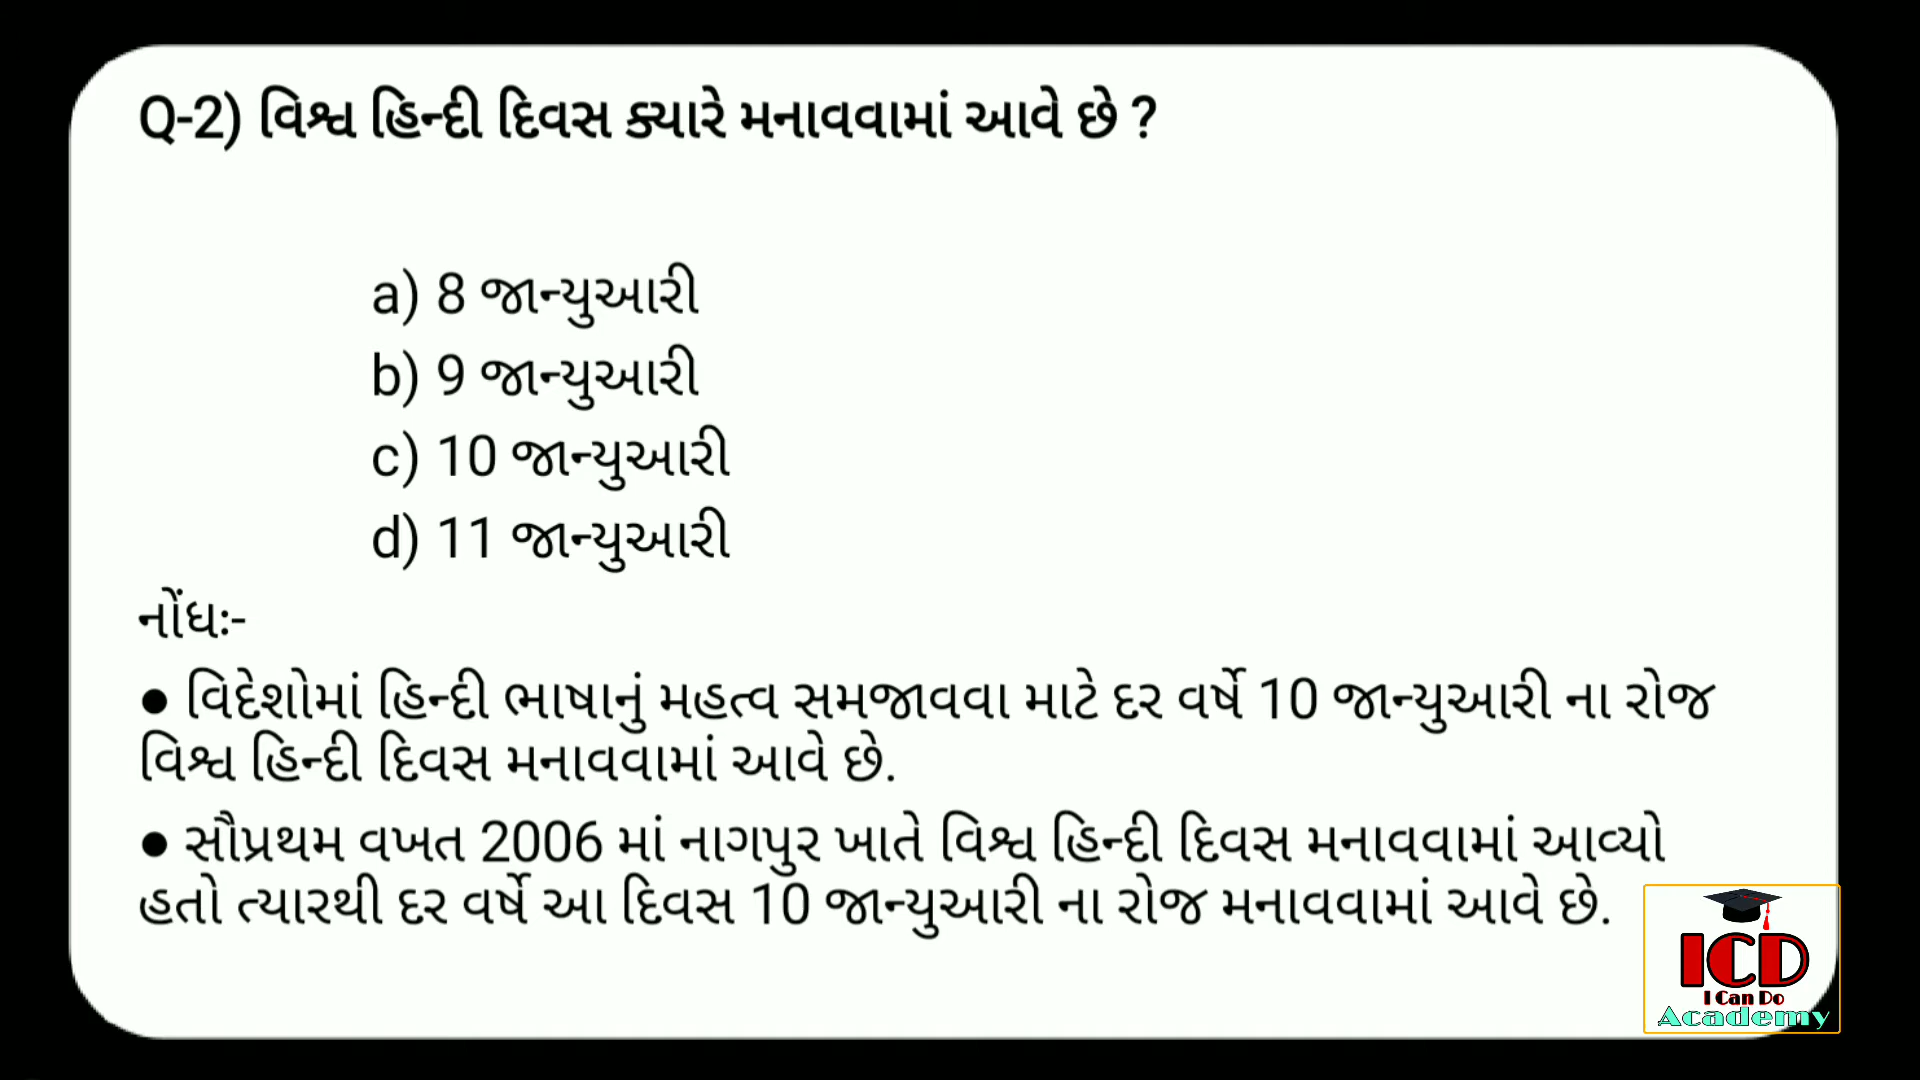 Q-2) વિશ્વ હિન્દી દિવસ ક્યારે મનાવવામાં આવે છે ?
a) 8 જાન્યુઆરી
b) 9 જાન્યુઆરી
c) 10 જાન્યુઆરી
d) 11 જાન્યુઆરી
નોંધઃ-
● વિદેશોમાં હિન્દી ભાષાનું મહત્વ સમજાવવા માટે દર વર્ષે 10 જાન્યુઆરી ના રોજ
વિશ્વ હિન્દી દિવસ મનાવવામાં આવે છે.
● સૌપ્રથમ વખત 2006 માં નાગપુર ખાતે વિશ્વ હિન્દી દિવસ મનાવવામાં આવ્યો
હતો ત્યારથી દર વર્ષે આ દિવસ 10 જાન્યુઆરી ના રોજ મનાવવામાં આવે છે.
ICD
I Can Do
Academy